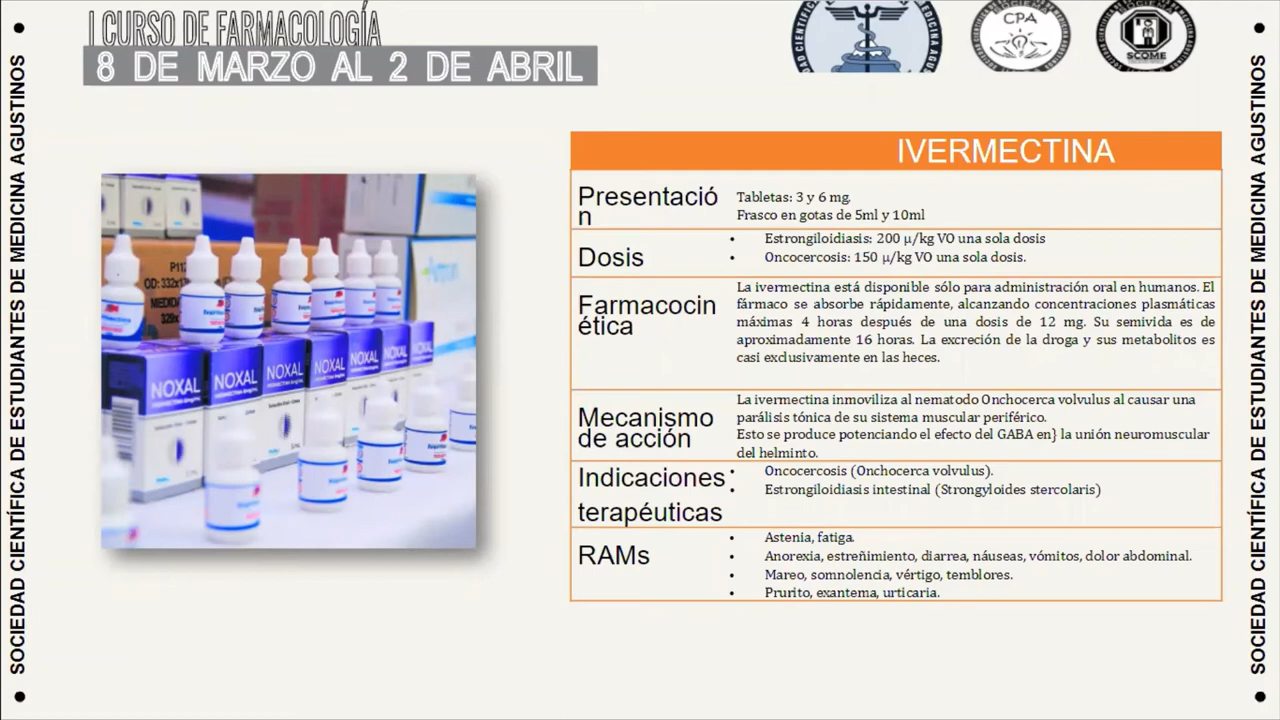 I CURSO DE FARMACOLOGÍA
8 DE MARZO AL 2 DE ABRIL
CPA
SCOME
SOCIEDAD CIENTÍFICA DE ESTUDIANTES DE MEDICINA AGUSTINOS
NOXAL
NOXAL
NOXAL
NOXAL
NOXAL
NOXAL
IVERMECTINA
Presentació
n
Tabletas: 3 y 6 mg.
Frasco en gotas de 5ml y 10ml
Dosis
• Estrongiloidiasis: 200 µ/kg VO una sola dosis
• Oncocercosis: 150 µ/kg VO una sola dosis.
Farmacocin
ética
La ivermectina está disponible sólo para administración oral en humanos. El
fármaco se absorbe rápidamente, alcanzando concentraciones plasmáticas
máximas 4 horas después de una dosis de 12 mg. Su semivida es de
aproximadamente 16 horas. La excreción de la droga y sus metabolitos es
casi exclusivamente en las heces.
Mecanismo
de acción
La ivermectina inmoviliza al nematodo Onchocerca volvulus al causar una
parálisis tónica de su sistema muscular periférico.
Esto se produce potenciando el efecto del GABA en} la unión neuromuscular
del helminto.
Indicaciones
terapéuticas
• Oncocercosis (Onchocerca volvulus).
• Estrongiloidiasis intestinal (Strongyloides stercolaris)
RAMs
• Astenia, fatiga.
• Anorexia, estreñimiento, diarrea, náuseas, vómitos, dolor abdominal.
• Mareo, somnolencia, vértigo, temblores.
• Prurito, exantema, urticaria.
SOCIEDAD CIENTÍFICA DE ESTUDIANTES DE MEDICINA AGUSTINOS